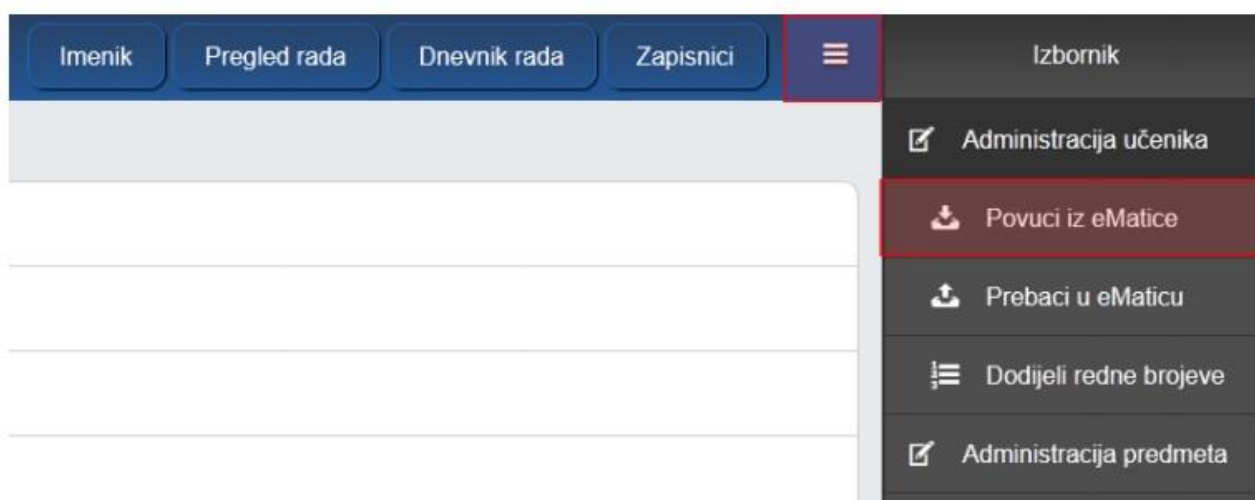 Imenik
Pregled rada
Dnevnik rada
Zapisnici
Izbornik
Administracija učenika
Povuci iz eMatice
Prebaci u eMaticu
Dodijeli redne brojeve
Administracija predmeta